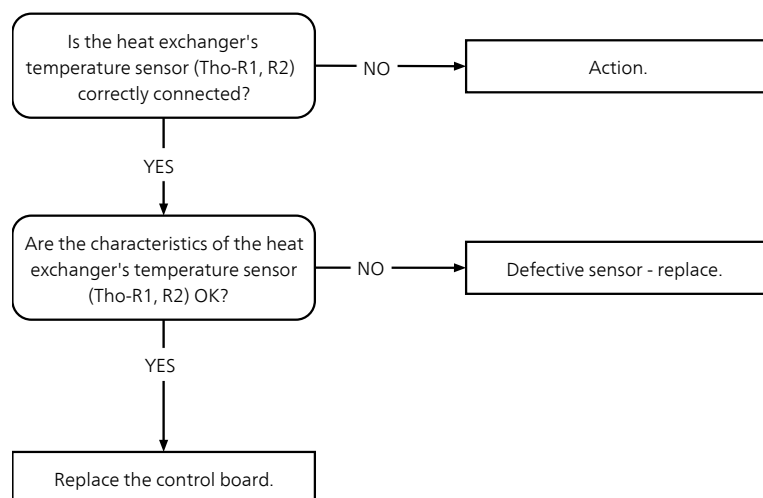 Is the heat exchanger's
temperature sensor (Tho-R1, R2)
correctly connected?
NO
Action.
YES
Are the characteristics of the heat
exchanger's temperature sensor
(Tho-R1, R2) OK?
NO
Defective sensor - replace.
YES
Replace the control board.